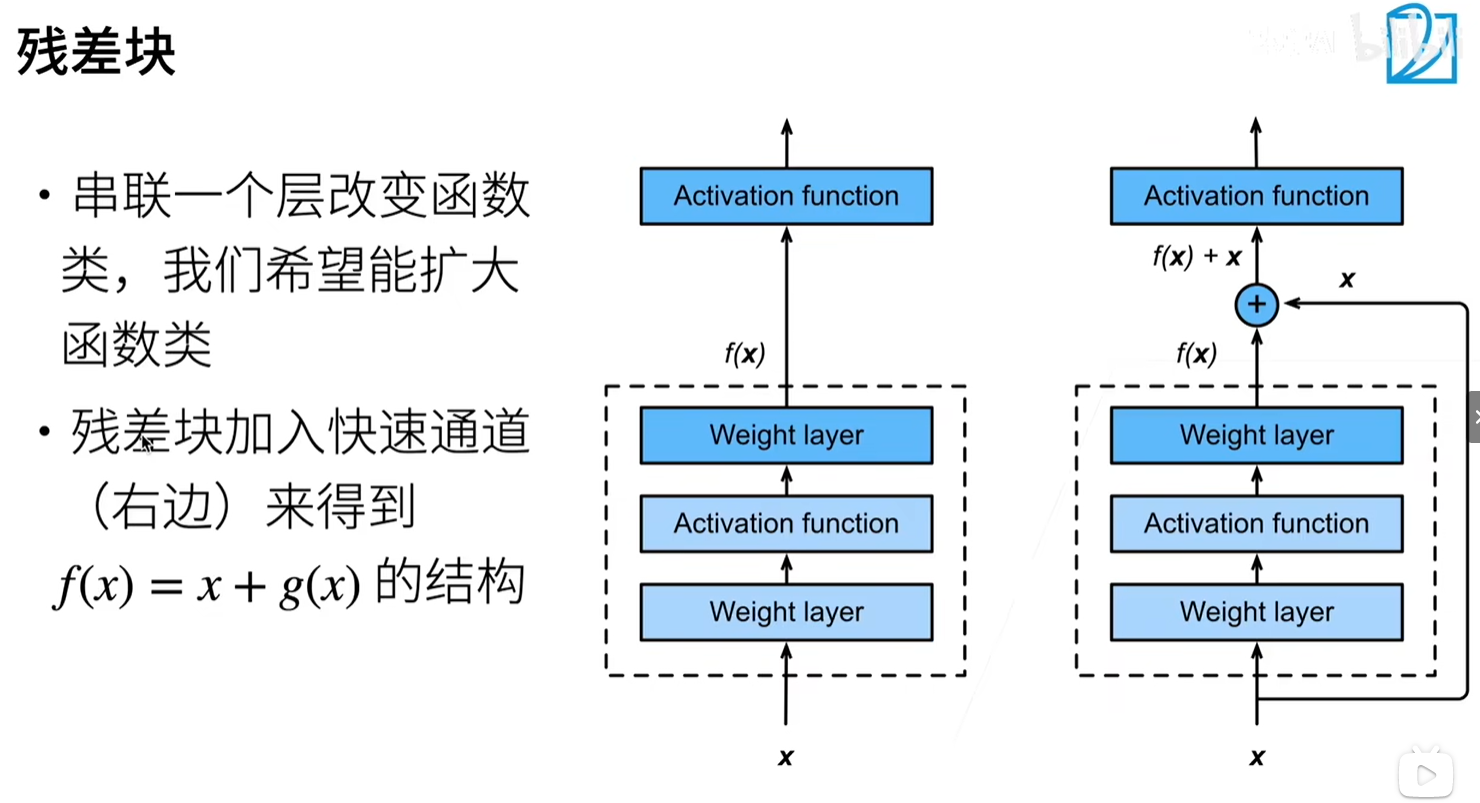 残差块
bilibili
• 串联一个层改变函数
类，我们希望能扩大
函数类
• 残差块加入快速通道
（右边）来得到
f(x) = x + g(x) 的结构
Activation function
f(x)
Weight layer
Activation function
Weight layer
x
Activation function
f(x) + x
x
+
f(x)
Weight layer
Activation function
Weight layer
x